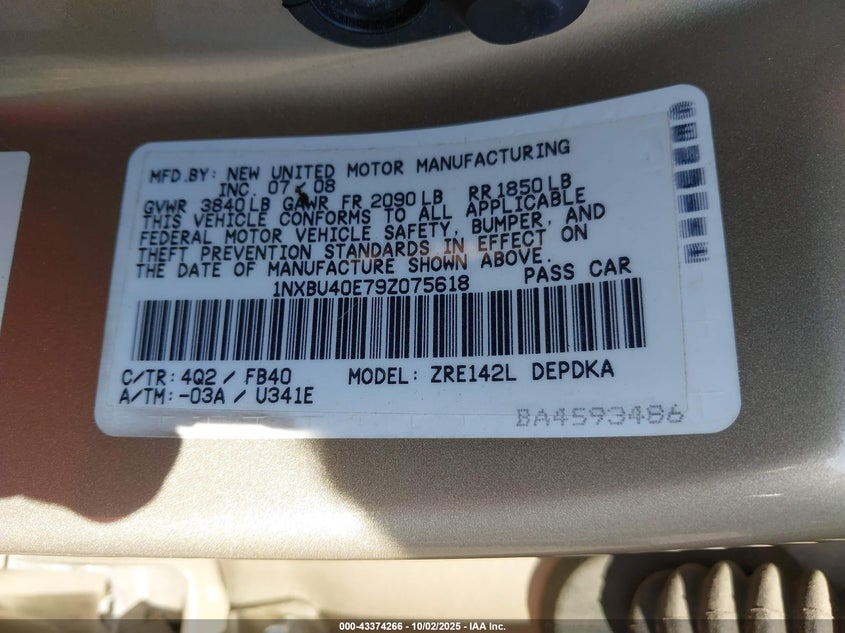 MFD.BY: NEW UNITED MOTOR MANUFACTURING
INC. 07 08
GVWR 3840LB GAWR FR 2090LB RR 1850LB
THIS VEHICLE CONFORMS TO ALL APPLICABLE
FEDERAL MOTOR VEHICLE SAFETY, BUMPER, AND
THEFT PREVENTION STANDARDS IN EFFECT ON
THE DATE OF MANUFACTURE SHOWN ABOVE.
1NXBU40E79Z075618 PASS CAR
C/TR: 4Q2 / FB40 MODEL: ZRE142L DEPDKA
A/TM: -03A / U341E
BA4593486
000-43374266 - 10/02/2025 - IAA Inc.